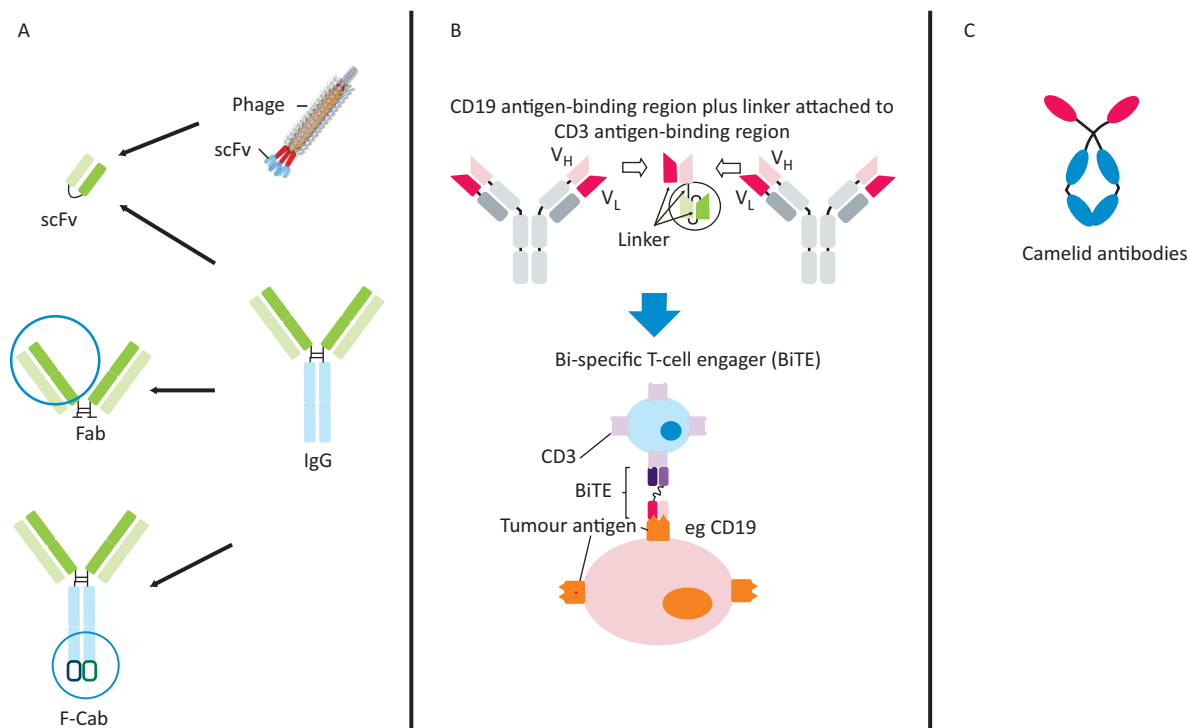 A
Phage
scFv
scFv
Fab
IgG
F-Cab
B
CD19 antigen-binding region plus linker attached to
CD3 antigen-binding region
VH
VL
Linker
VH
VL
Bi-specific T-cell engager (BiTE)
CD3
BiTE
Tumour antigen
eg CD19
C
Camelid antibodies